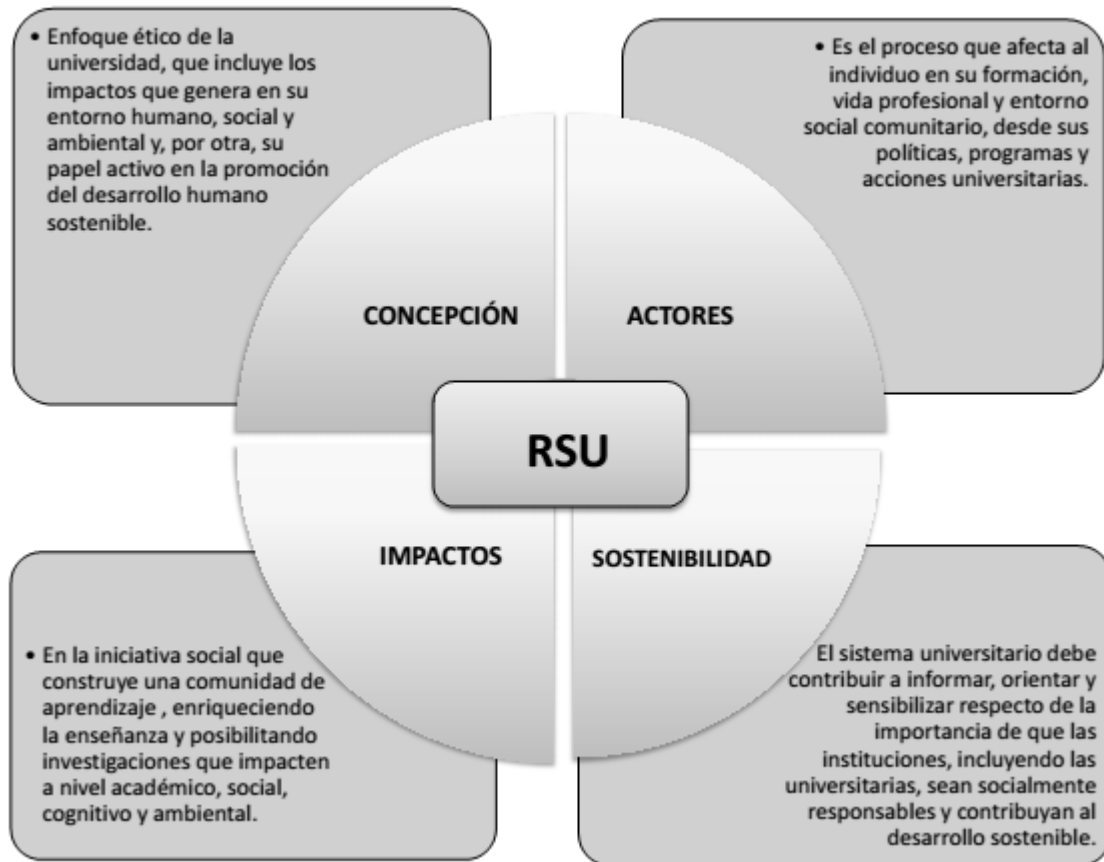 • Enfoque ético de la
universidad, que incluye los
impactos que genera en su
entorno humano, social y
ambiental y, por otra, su
papel activo en la promoción
del desarrollo humano
sostenible.
• Es el proceso que afecta al
individuo en su formación,
vida profesional y entorno
social comunitario, desde sus
políticas, programas y
acciones universitarias.
CONCEPCIÓN
ACTORES
RSU
IMPACTOS
SOSTENIBILIDAD
• En la iniciativa social que
construye una comunidad de
aprendizaje , enriqueciendo
la enseñanza y posibilitando
investigaciones que impacten
a nivel académico, social,
cognitivo y ambiental.
El sistema universitario debe
contribuir a informar, orientar y
sensibilizar respecto de la
importancia de que las
instituciones, incluyendo las
universitarias, sean socialmente
responsables y contribuyan al
desarrollo sostenible.